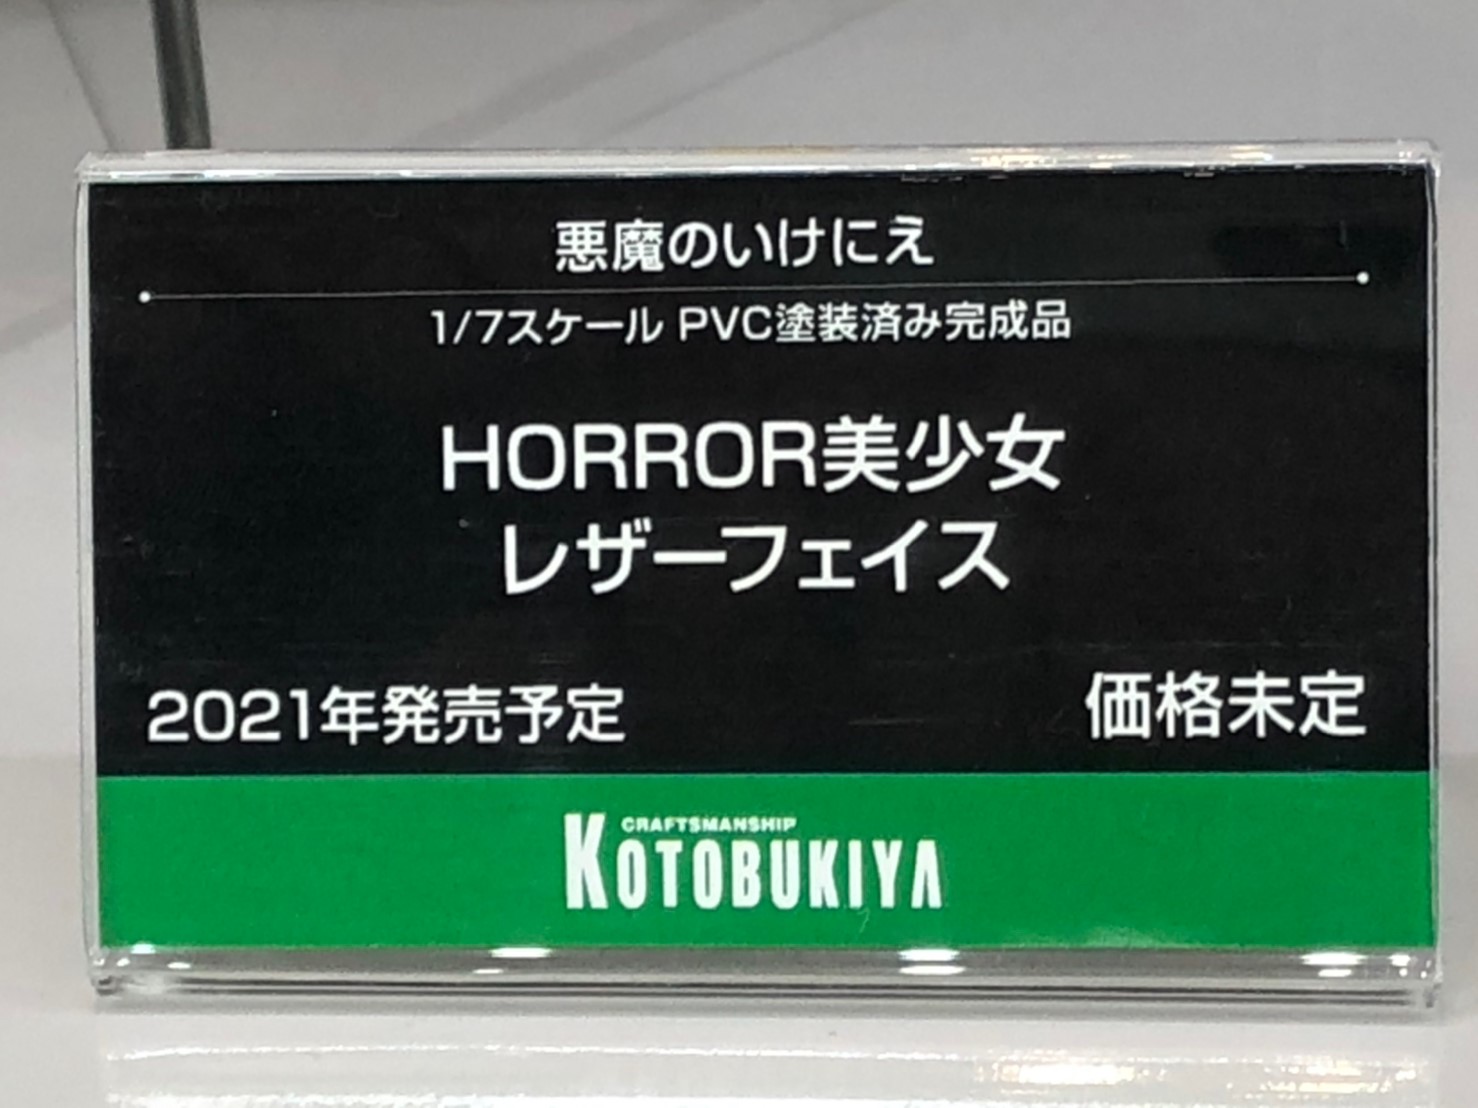 悪魔のいけにえ
1/7スケール PVC塗装済み完成品
HORROR美少女
レザーフェイス
2021年発売予定
価格未定
CRAFTSMANSHIP
KOTOBUKIYA